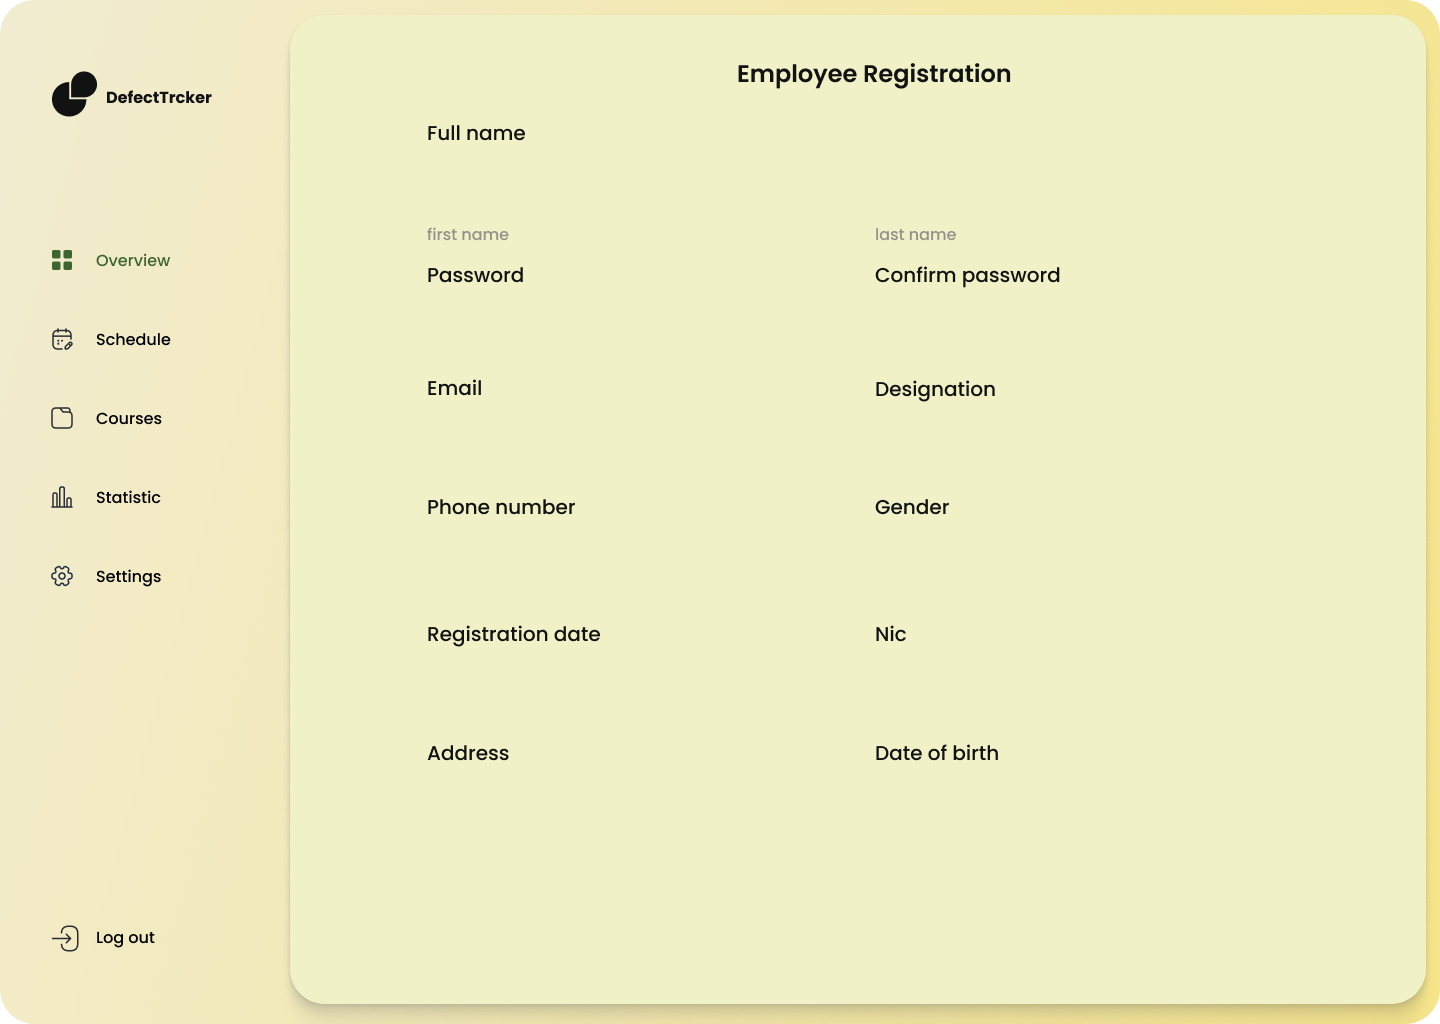 DefectTrcker
Overview
Schedule
Courses
Statistic
Settings
Log out
Employee Registration
Full name
first name
last name
Password
Confirm password
Email
Designation
Phone number
Gender
Registration date
Nic
Address
Date of birth